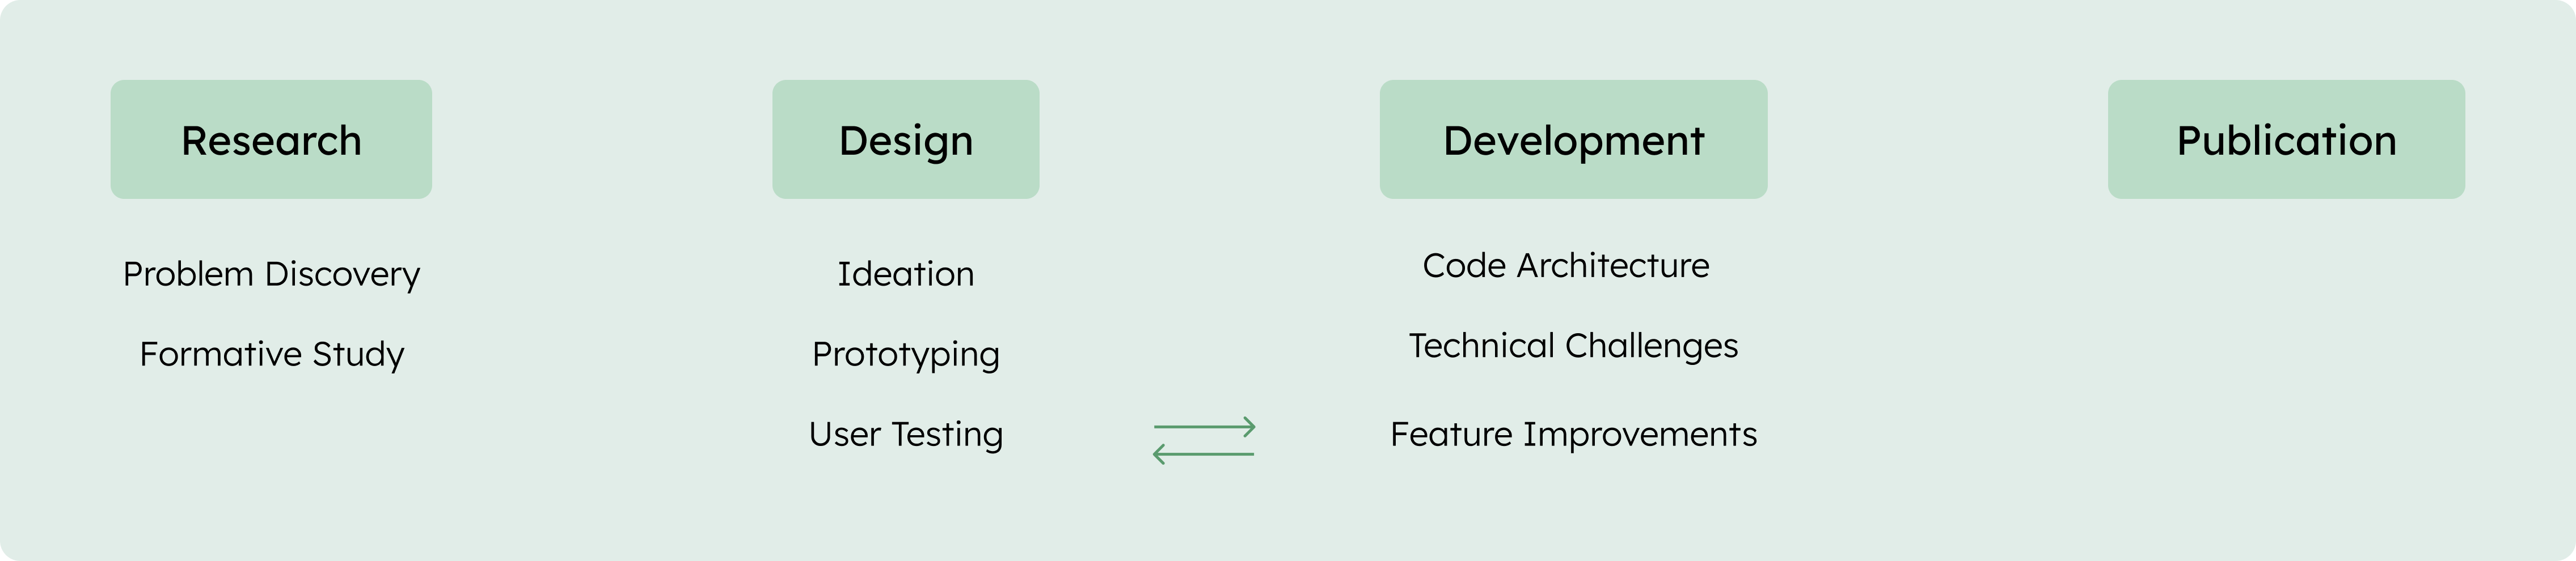 Research
Problem Discovery
Formative Study
Design
Ideation
Prototyping
User Testing
Development
Code Architecture
Technical Challenges
Feature Improvements
Publication